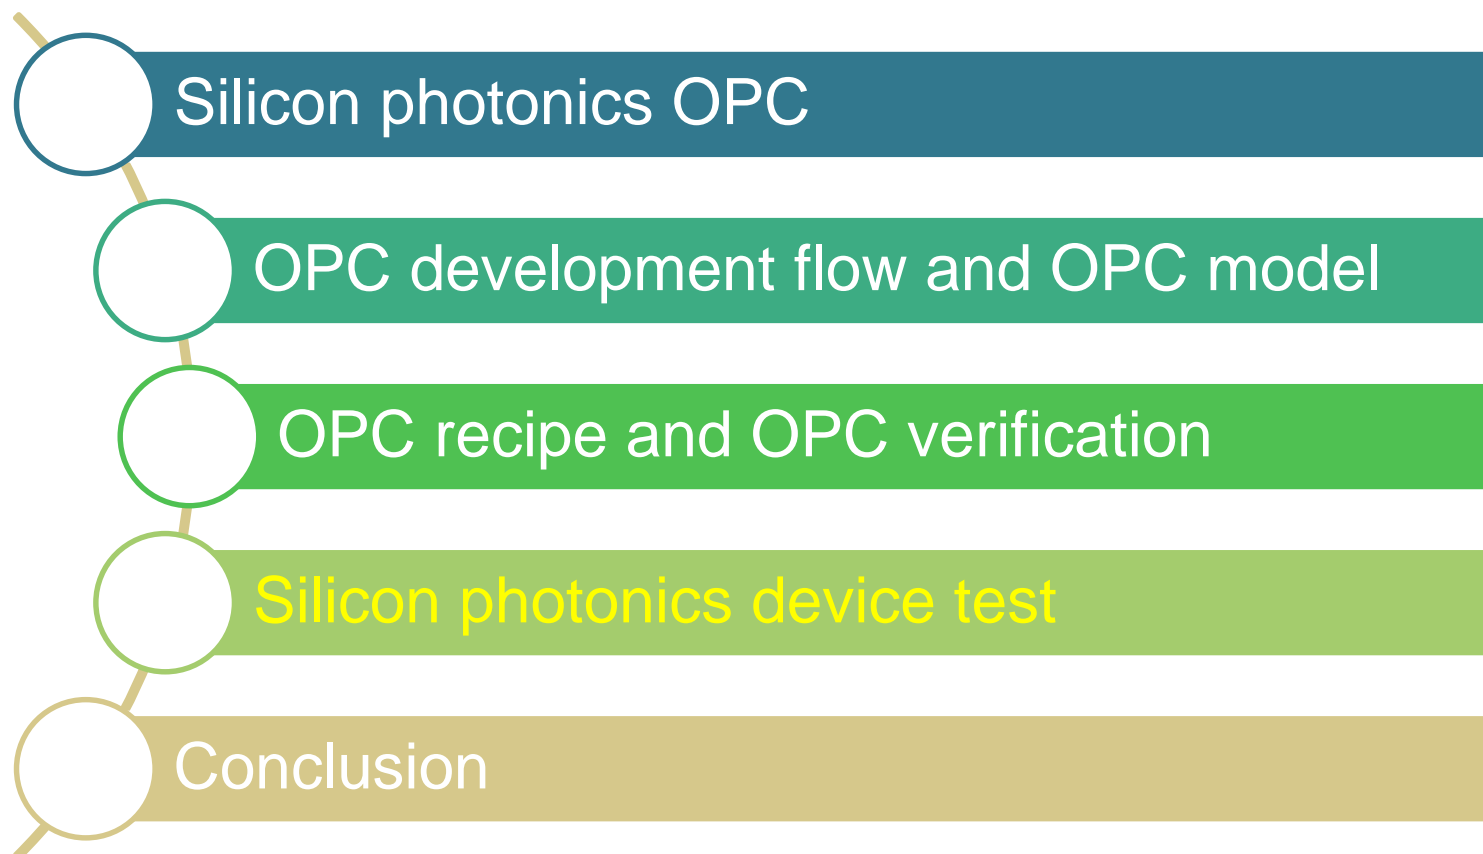 Silicon photonics OPC
OPC development flow and OPC model
OPC recipe and OPC verification
Silicon photonics device test
Conclusion